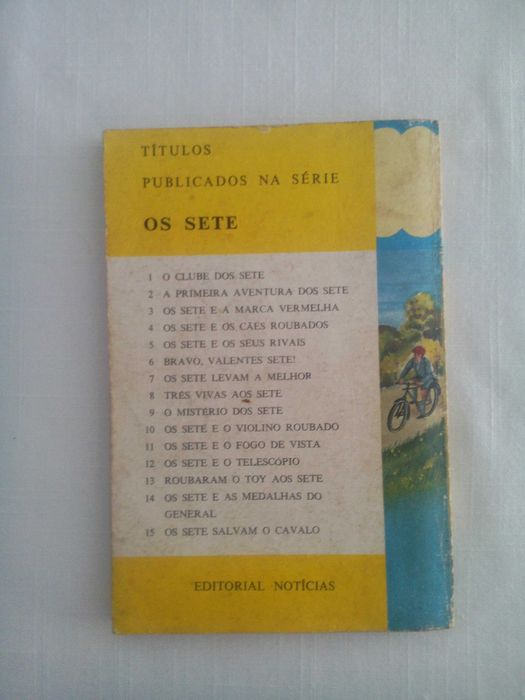 TÍTULOS
PUBLICADOS NA SÉRIE
OS SETE
1 O CLUBE DOS SETE
2 A PRIMEIRA AVENTURA DOS SETE
3 OS SETE E A MARCA VERMELHA
4 OS SETE E OS CÃES ROUBADOS
5 OS SETE E OS SEUS RIVAIS
6 BRAVO, VALENTES SETE!
7 OS SETE LEVAM A MELHOR
8 TRÊS VIVAS AOS SETE
9 O MISTÉRIO DOS SETE
10 OS SETE E O VIOLINO ROUBADO
11 OS SETE E O FOGO DE VISTA
12 OS SETE E O TELESCÓPIO
13 ROUBARAM O TOY AOS SETE
14 OS SETE E AS MEDALHAS DO
GENERAL
15 OS SETE SALVAM O CAVALO
EDITORIAL NOTÍCIAS